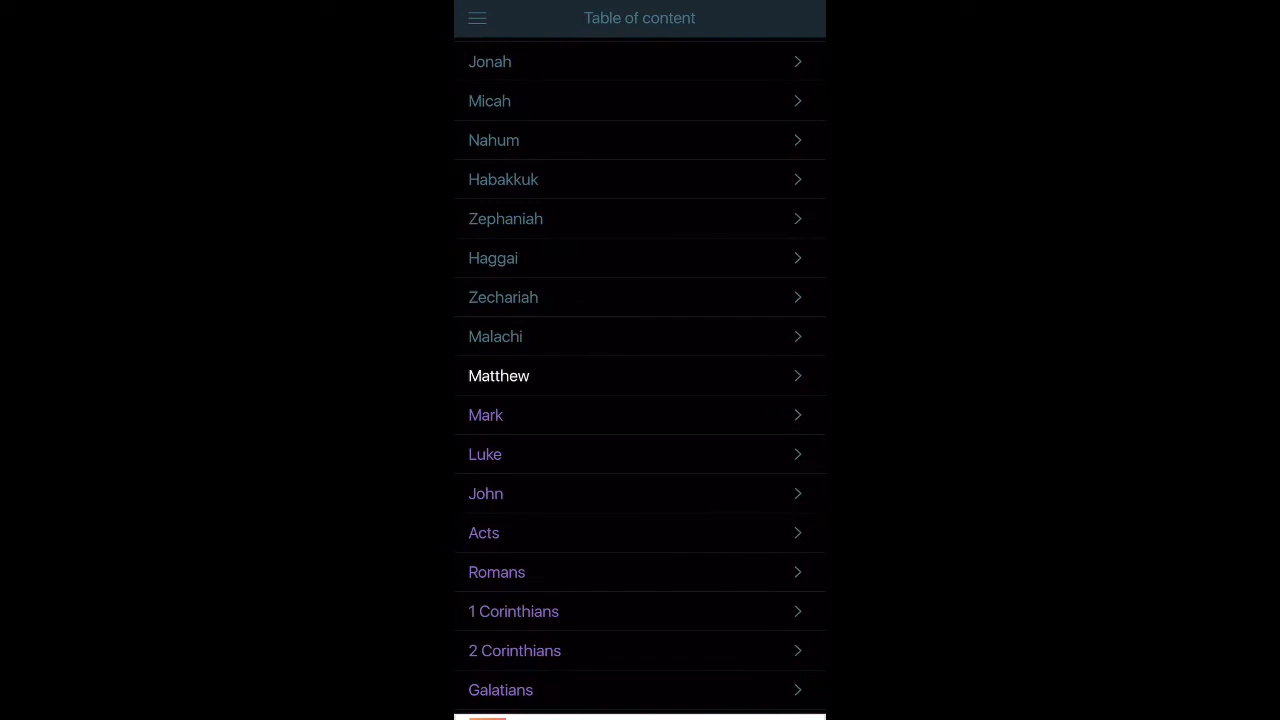 Table of content
Jonah
Micah
Nahum
Habakkuk
Zephaniah
Haggai
Zechariah
Malachi
Matthew
Mark
Luke
John
Acts
Romans
1 Corinthians
2 Corinthians
Galatians